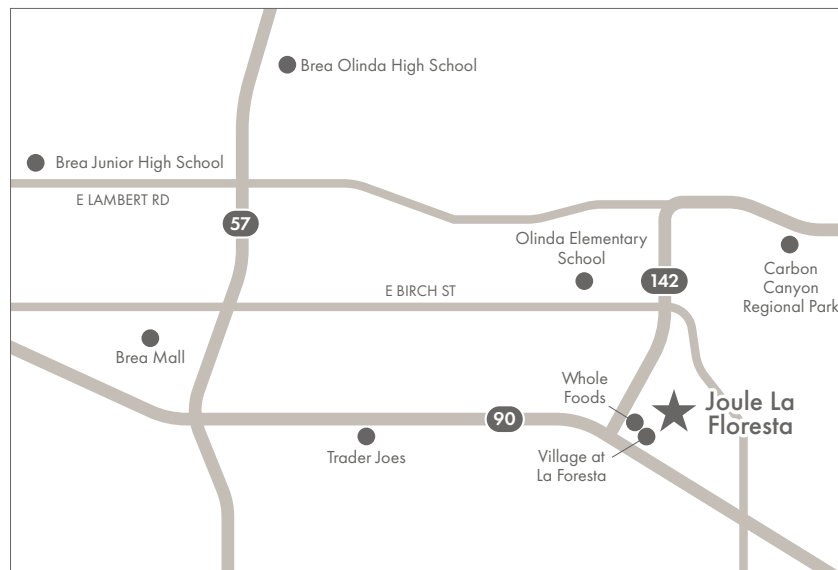 Brea Olinda High School
Brea Junior High School
E LAMBERT RD
57
Olinda Elementary
School
142
Carbon
Canyon
Regional Park
E BIRCH ST
Brea Mall
Whole
Foods
Joule La
Floresta
90
Trader Joes
Village at
La Foresta